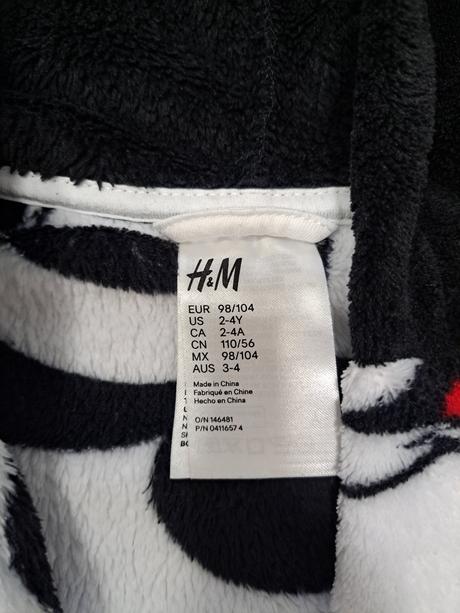 H&M
EUR 98/104
US 2-4Y
CA 2-4A
CN 110/56
MX 98/104
AUS 3-4
Made in China
Fabriqué en Chine
Hecho en China
O/N 146481
P/N 0411657 4